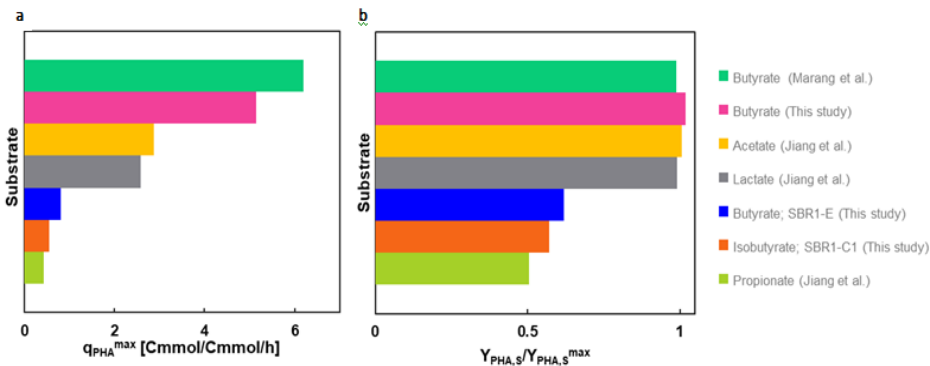 a
Substrate
0 2 4 6
qPHAmax [Cmmol/Cmmol/h]
b
Substrate
0 0.5 1
YPHA,S/YPHA,Smax
Butyrate (Marang et al.)
Butyrate (This study)
Acetate (Jiang et al.)
Lactate (Jiang et al.)
Butyrate; SBR1-E (This study)
Isobutyrate; SBR1-C1 (This study)
Propionate (Jiang et al.)